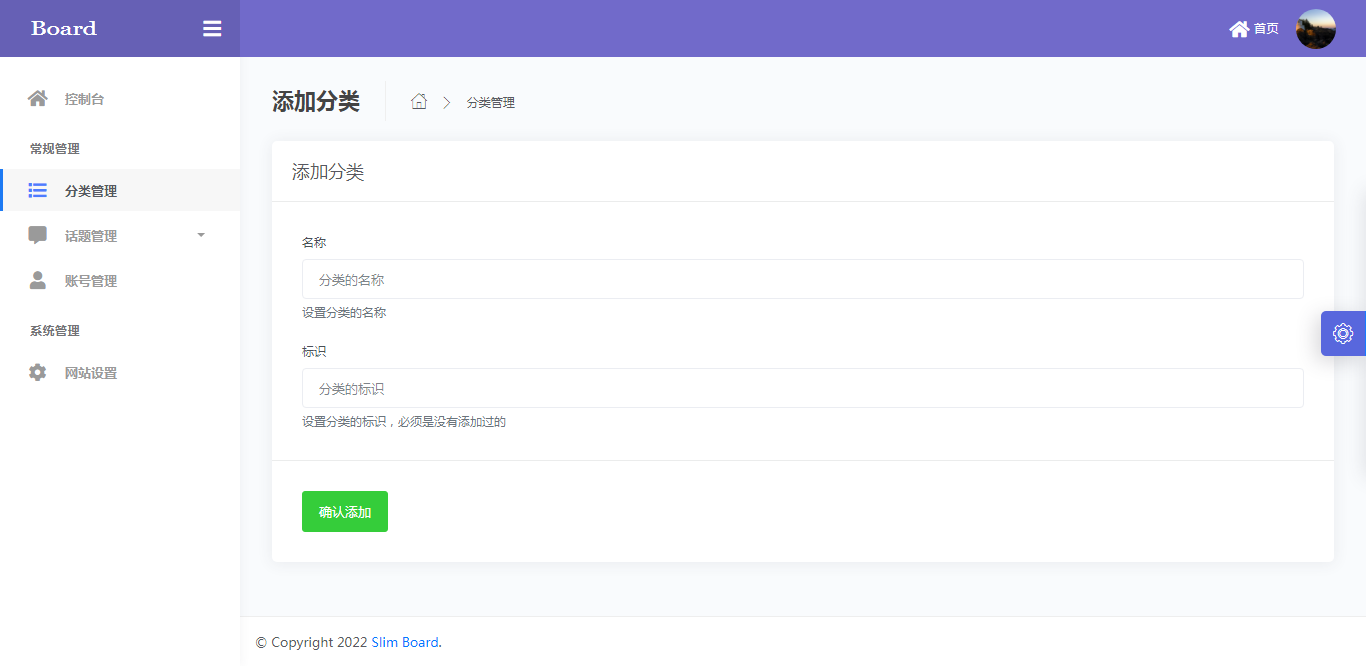 Board
首页
控制台
常规管理
分类管理
话题管理
账号管理
系统管理
网站设置
添加分类
分类管理
添加分类
名称
分类的名称
设置分类的名称
标识
分类的标识
设置分类的标识，必须是没有添加过的
确认添加
© Copyright 2022 Slim Board.